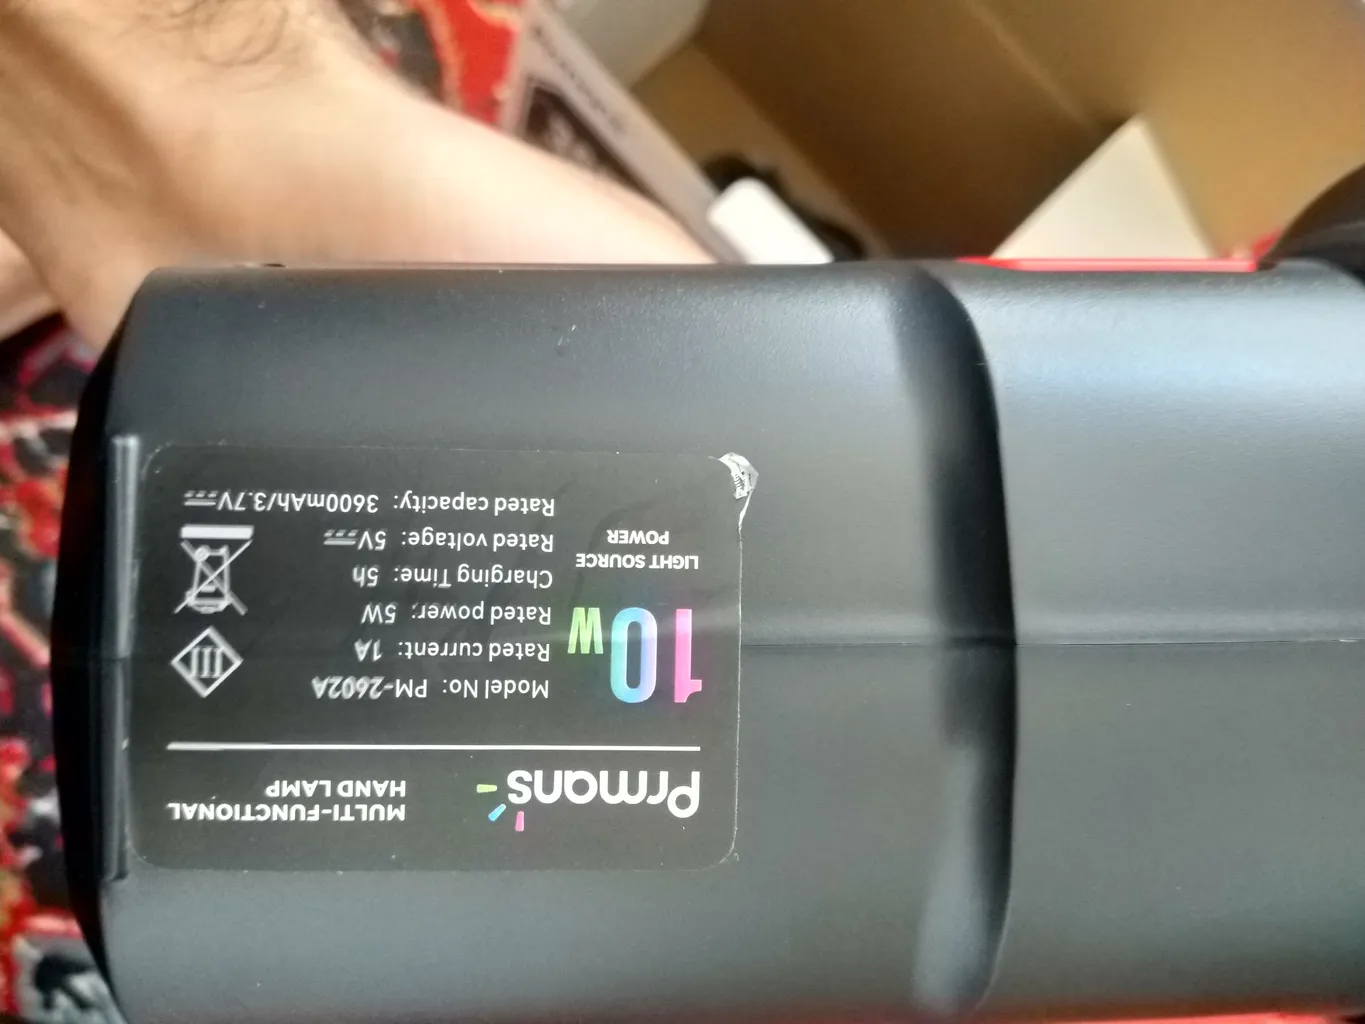 Prmans
MULTI-FUNCTIONAL
HAND LAMP
10W
LIGHT SOURCE
POWER
Model No: PM-2602A
Rated current: 1A
Rated power: 5W
Charging Time: 5h
Rated voltage: 5V
Rated capacity: 3600mAh/3.7V
III